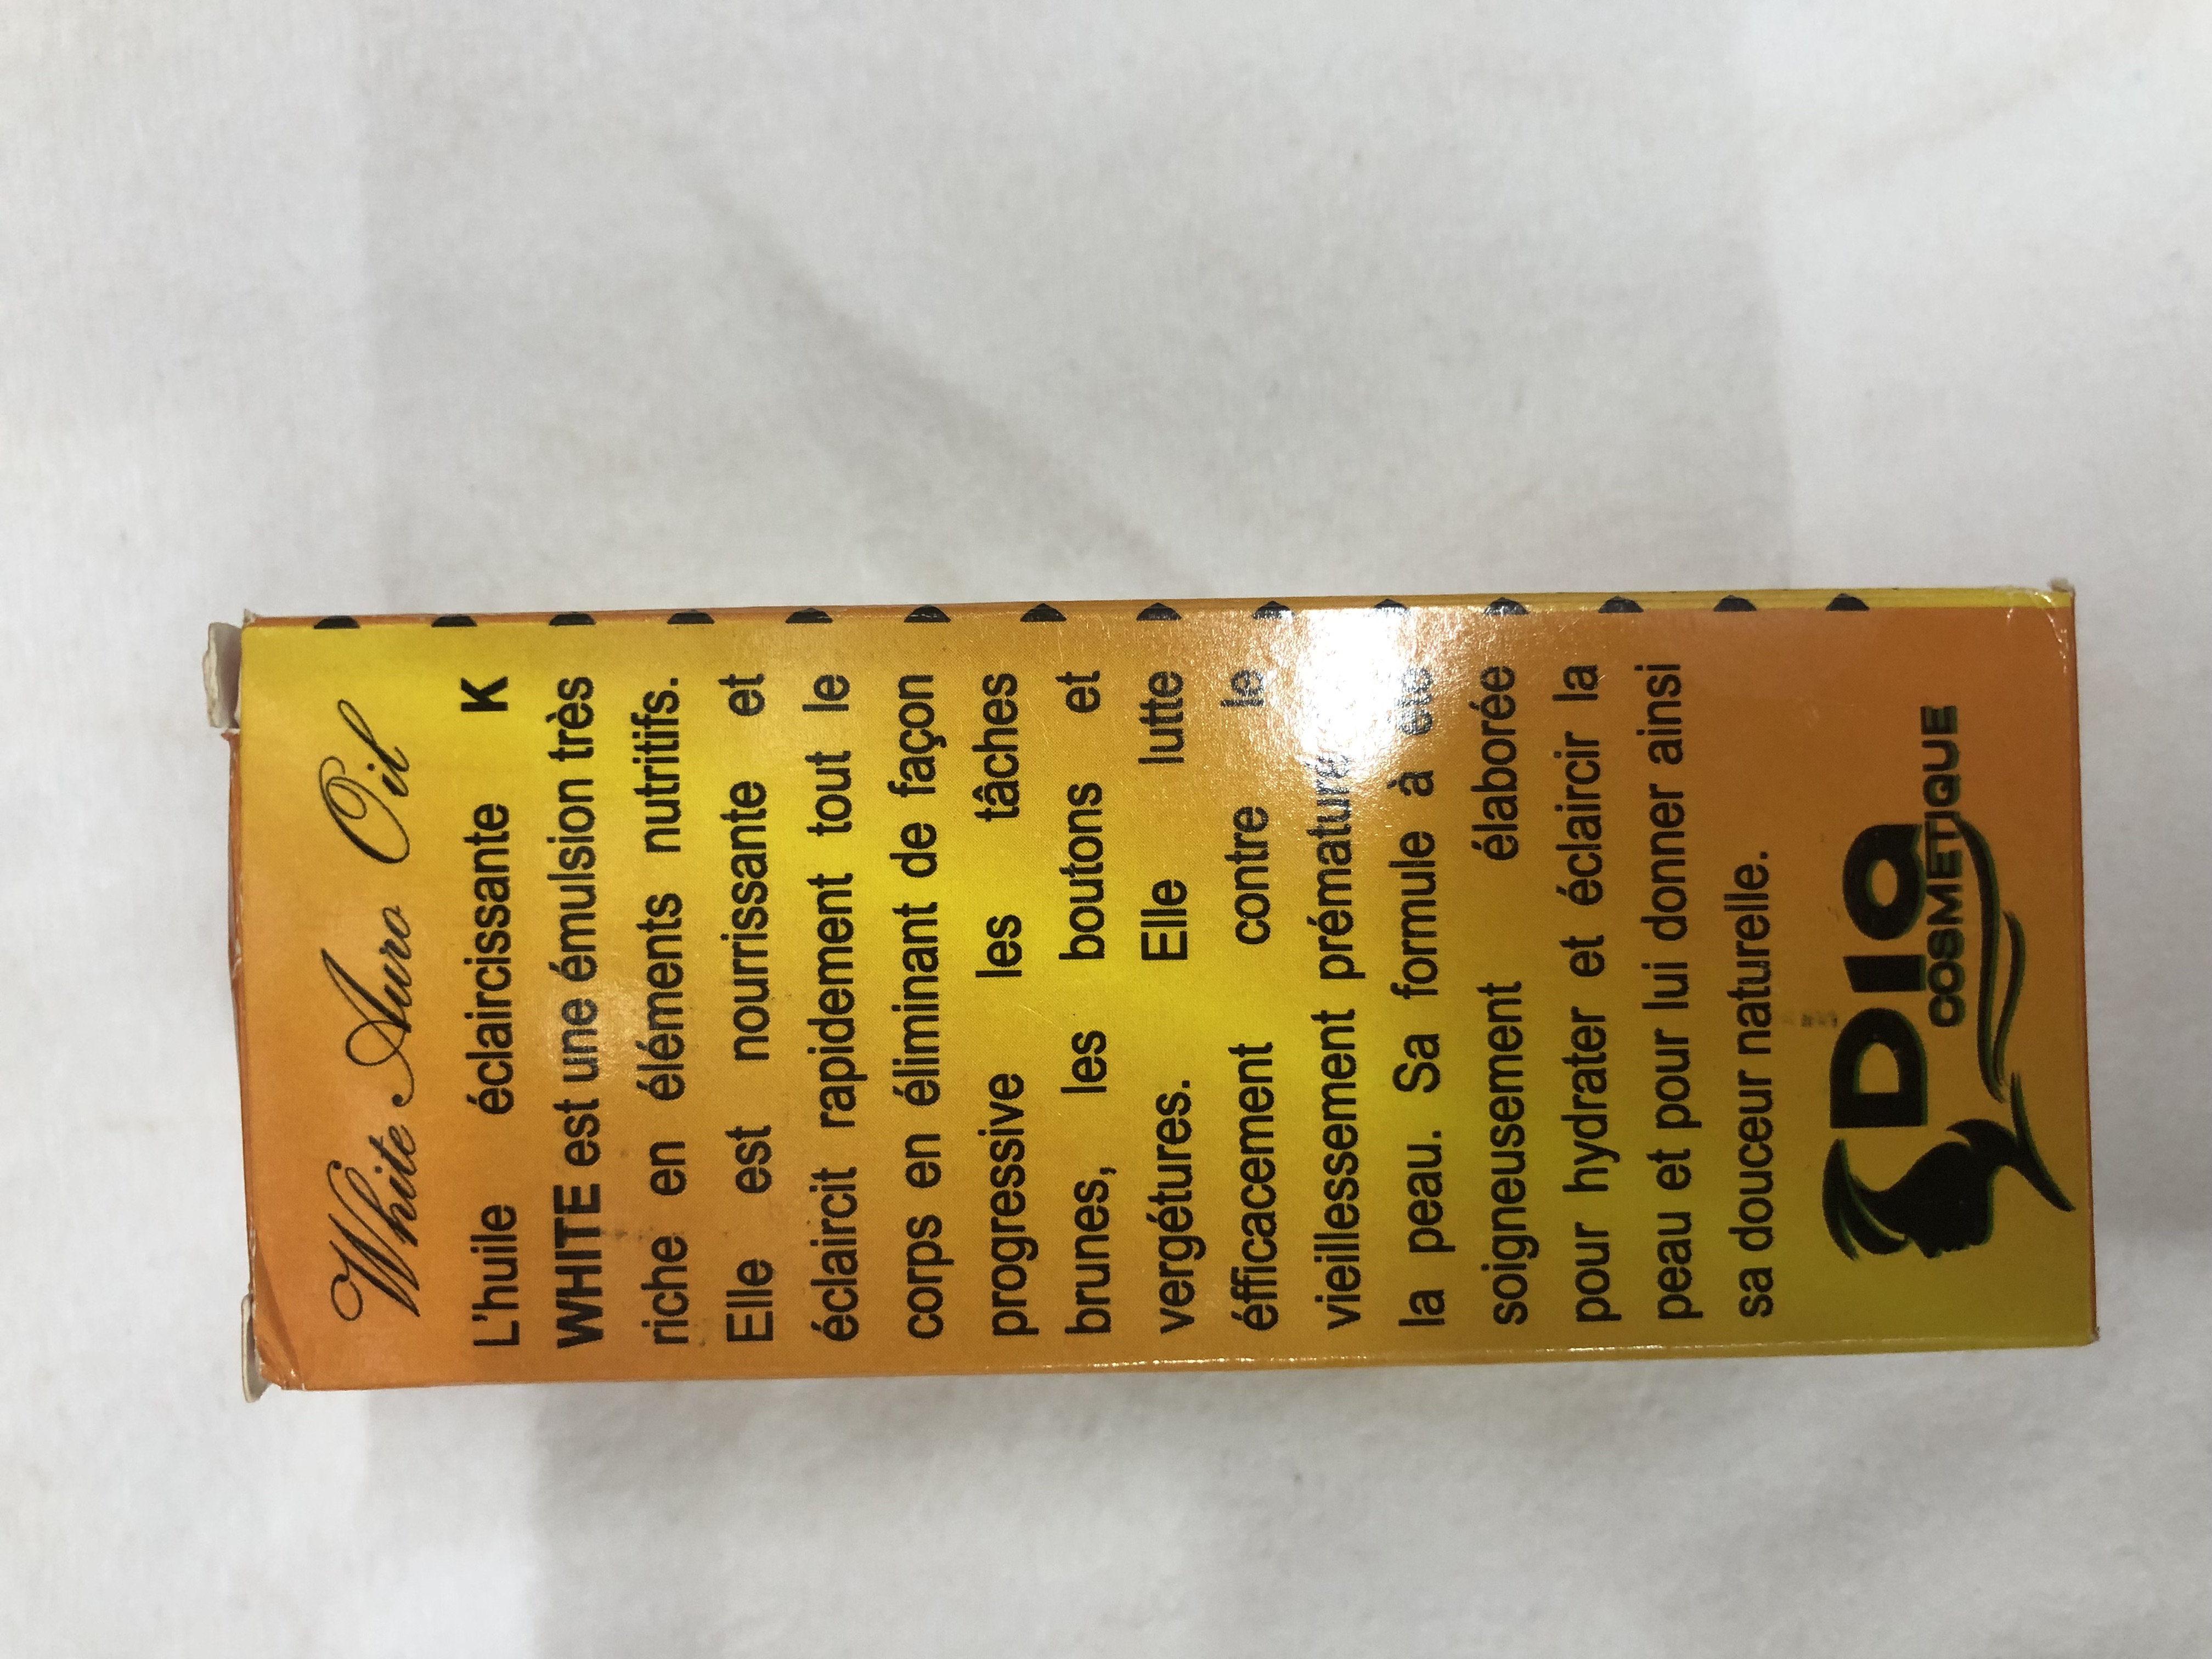 White Auro Oil
L'huile éclaircissante K
WHITE est une émulsion très
riche en éléments nutritifs.
Elle est nourrissante et
éclaircit rapidement tout le
corps en éliminant de façon
progressive les tâches
brunes, les boutons et
vergétures. Elle lutte
éfficacement contre le
vieillessement prématuré
la peau. Sa formule à été
soigneusement élaborée
pour hydrater et éclaircir la
peau et pour lui donner ainsi
sa douceur naturelle.
DIA
COSMETIQUE